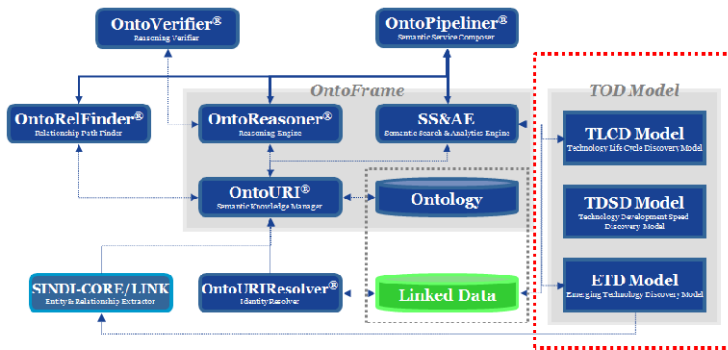 OntoVerifier®
Reasoning Verifier
OntoPipeliner®
Semantic Service Composer
OntoFrame
TOD Model
OntoRelFinder®
Relationship Path Finder
OntoReasoner®
Reasoning Engine
SS&AE
Semantic Search & Analytics Engine
TLCD Model
Technology Life Cycle Discovery Model
OntoURI®
Semantic Knowledge Manager
Ontology
TDSD Model
Technology Development Speed
Discovery Model
SINDI-CORE/LINK
Entity & Relationship Extractor
OntoURIResolver®
Identity Resolver
Linked Data
ETD Model
Emerging Technology Discovery Model